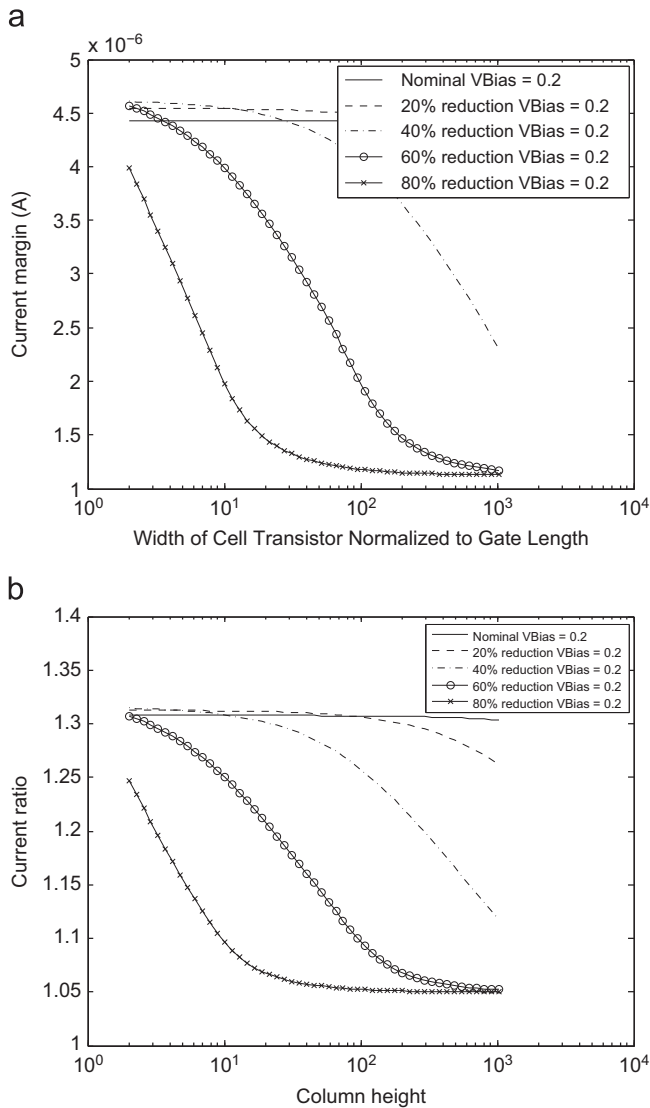 a
x 10⁻⁶
5
4.5
4
3.5
3
2.5
2
1.5
1
Current margin (A)
Nominal VBias = 0.2
20% reduction VBias = 0.2
40% reduction VBias = 0.2
60% reduction VBias = 0.2
80% reduction VBias = 0.2
10⁰ 10¹ 10² 10³ 10⁴
Width of Cell Transistor Normalized to Gate Length
b
1.4
1.35
1.3
1.25
1.2
1.15
1.1
1.05
1
Current ratio
Nominal VBias = 0.2
20% reduction VBias = 0.2
40% reduction VBias = 0.2
60% reduction VBias = 0.2
80% reduction VBias = 0.2
10⁰ 10¹ 10² 10³ 10⁴
Column height